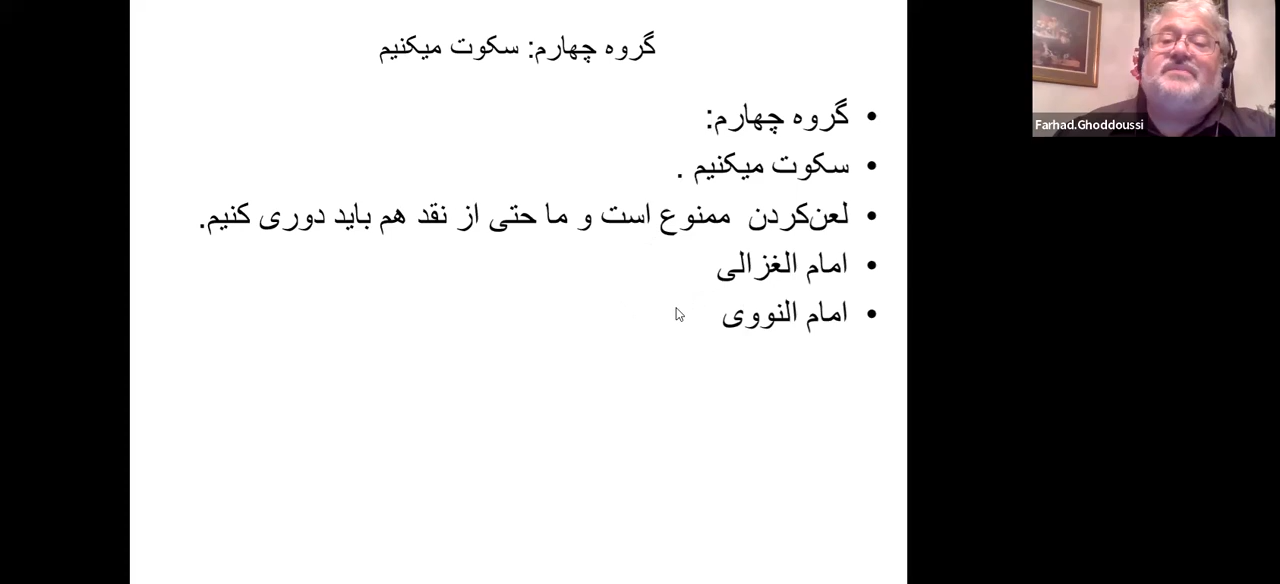 گروه چهارم: سکوت میکنیم
• گروه چهارم:
• سکوت میکنیم .
• لعن‌کردن ممنوع است و ما حتی از نقد هم باید دوری کنیم.
• امام الغزالی
• امام النووی
Farhad.Ghoddoussi